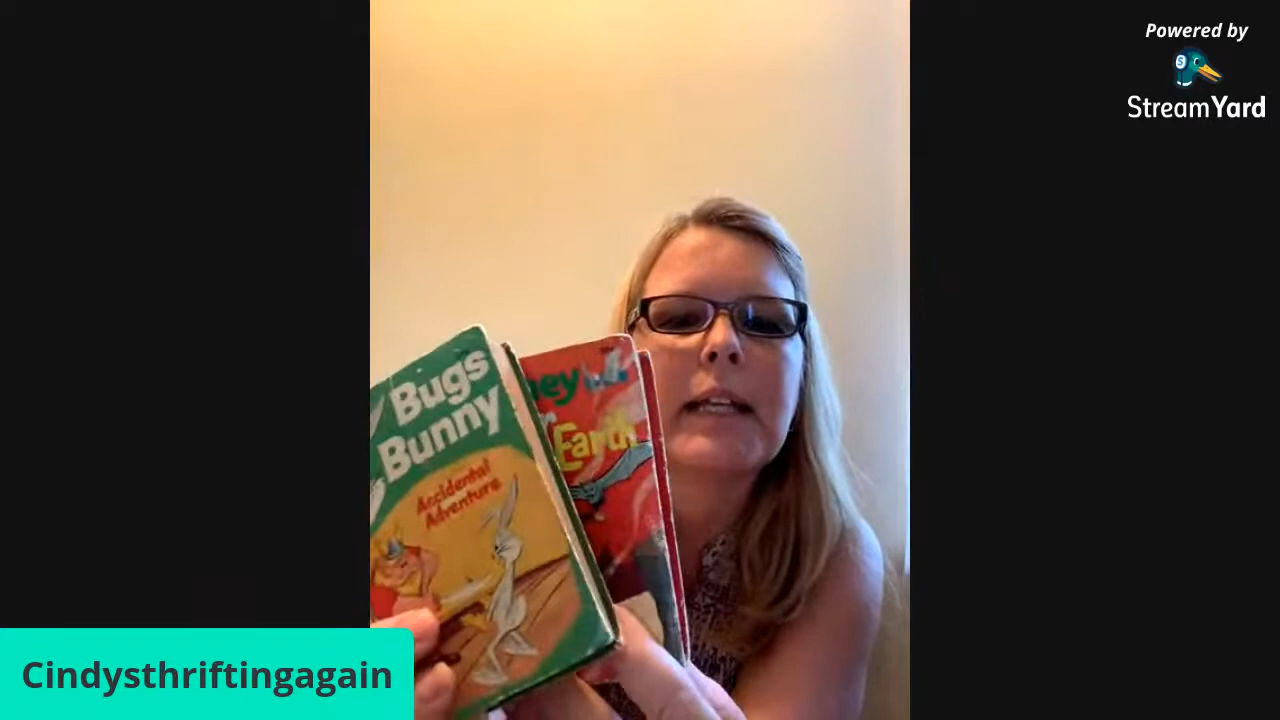 Powered by
StreamYard
Bugs
Bunny
Accidental
Adventure
Earth
Cindysthriftingagain